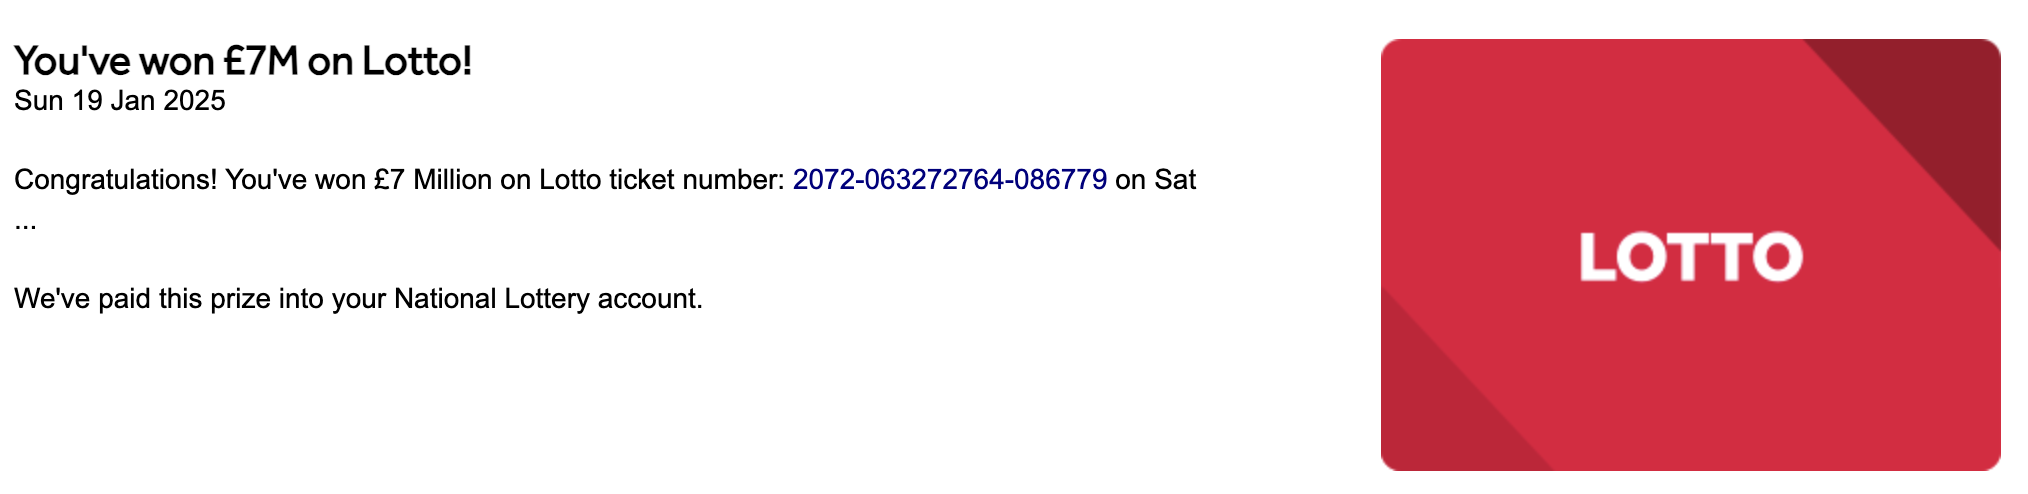 You've won £7M on Lotto!
Sun 19 Jan 2025
Congratulations! You've won £7 Million on Lotto ticket number: 2072-063272764-086779 on Sat
...
We've paid this prize into your National Lottery account.
LOTTO